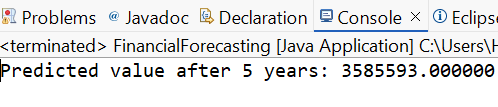 Problems @ Javadoc Declaration Console × Eclips
<terminated> FinancialForecasting [Java Application] C:\Users\H
Predicted value after 5 years: 3585593.000000